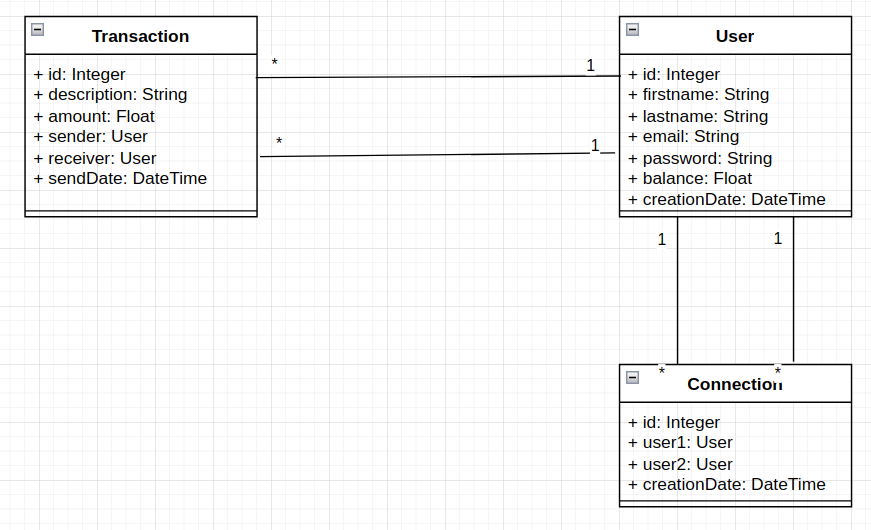 Transaction
+ id: Integer
+ description: String
+ amount: Float
+ sender: User
+ receiver: User
+ sendDate: DateTime
*
1
*
1
User
+ id: Integer
+ firstname: String
+ lastname: String
+ email: String
+ password: String
+ balance: Float
+ creationDate: DateTime
1
1
*
*
Connection
+ id: Integer
+ user1: User
+ user2: User
+ creationDate: DateTime